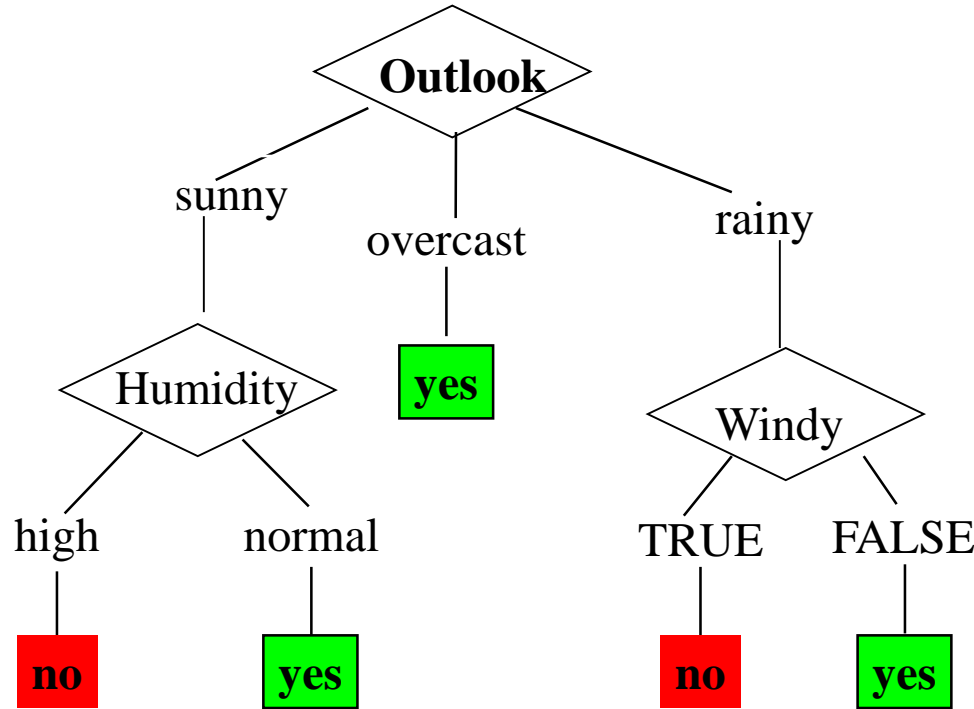 Outlook
sunny
overcast
rainy
Humidity
yes
Windy
high
normal
TRUE
FALSE
no
yes
no
yes